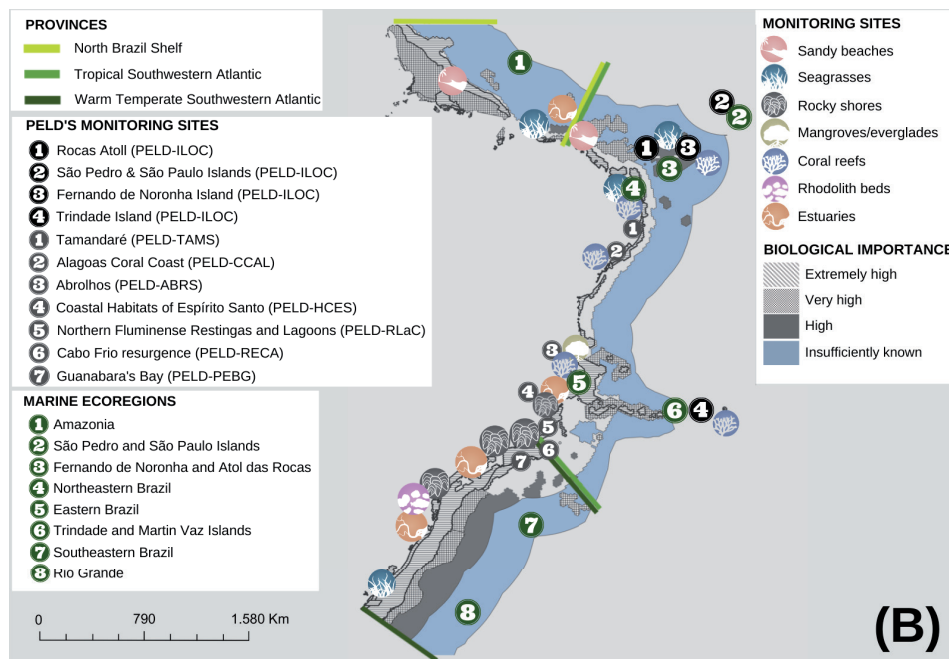 PROVINCES
North Brazil Shelf
Tropical Southwestern Atlantic
Warm Temperate Southwestern Atlantic
PELD'S MONITORING SITES
1 Rocas Atoll (PELD-ILOC)
2 São Pedro & São Paulo Islands (PELD-ILOC)
3 Fernando de Noronha Island (PELD-ILOC)
4 Trindade Island (PELD-ILOC)
1 Tamandaré (PELD-TAMS)
2 Alagoas Coral Coast (PELD-CCAL)
3 Abrolhos (PELD-ABRS)
4 Coastal Habitats of Espírito Santo (PELD-HCES)
5 Northern Fluminense Restingas and Lagoons (PELD-RLaC)
6 Cabo Frio resurgence (PELD-RECA)
7 Guanabara's Bay (PELD-PEBG)
MARINE ECOREGIONS
1 Amazonia
2 São Pedro and São Paulo Islands
3 Fernando de Noronha and Atol das Rocas
4 Northeastern Brazil
5 Eastern Brazil
6 Trindade and Martin Vaz Islands
7 Southeastern Brazil
8 Rio Grande
0 790 1.580 Km
1
2
2
1 3
3
4
1
2
3
5
4
6 4
5
6
7
7
8
MONITORING SITES
Sandy beaches
Seagrasses
Rocky shores
Mangroves/everglades
Coral reefs
Rhodolith beds
Estuaries
BIOLOGICAL IMPORTANCE
Extremely high
Very high
High
Insufficiently known
(B)